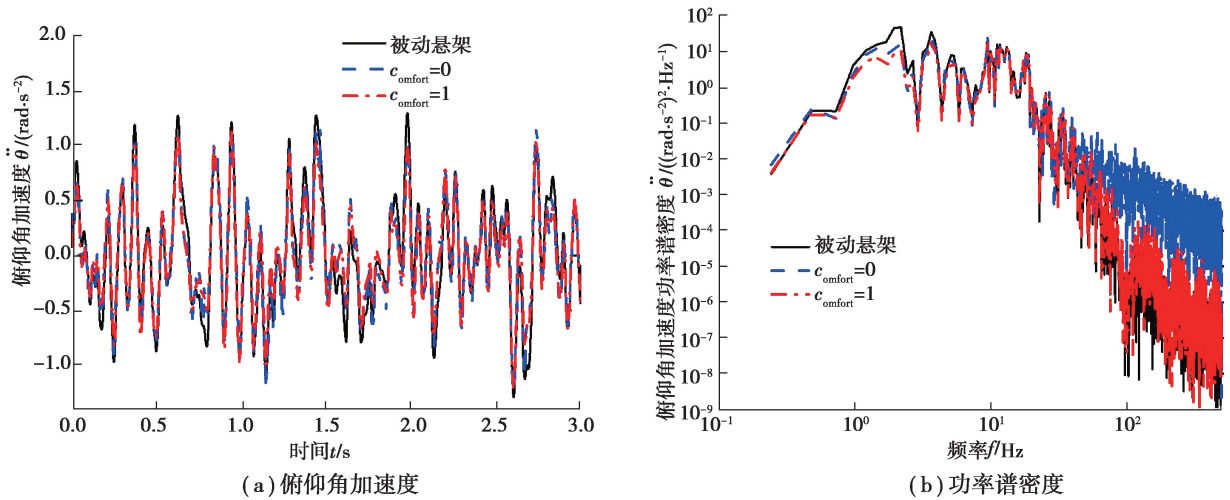 俯仰角加速度 θ̈ /(rad·s⁻²)
2.0
1.5
1.0
0.5
0.0
−0.5
−1.0
被动悬架
c_omfort=0
c_omfort=1
0.0 0.5 1.0 1.5 2.0 2.5 3.0
时间t/s
(a)俯仰角加速度
俯仰角加速度功率谱密度 θ̈ /((rad·s⁻²)²·Hz⁻¹)
10²
10¹
10⁰
10⁻¹
10⁻²
10⁻³
10⁻⁴
10⁻⁵
10⁻⁶
10⁻⁷
10⁻⁸
10⁻⁹
被动悬架
c_omfort=0
c_omfort=1
10⁻¹ 10⁰ 10¹ 10²
频率f/Hz
(b)功率谱密度